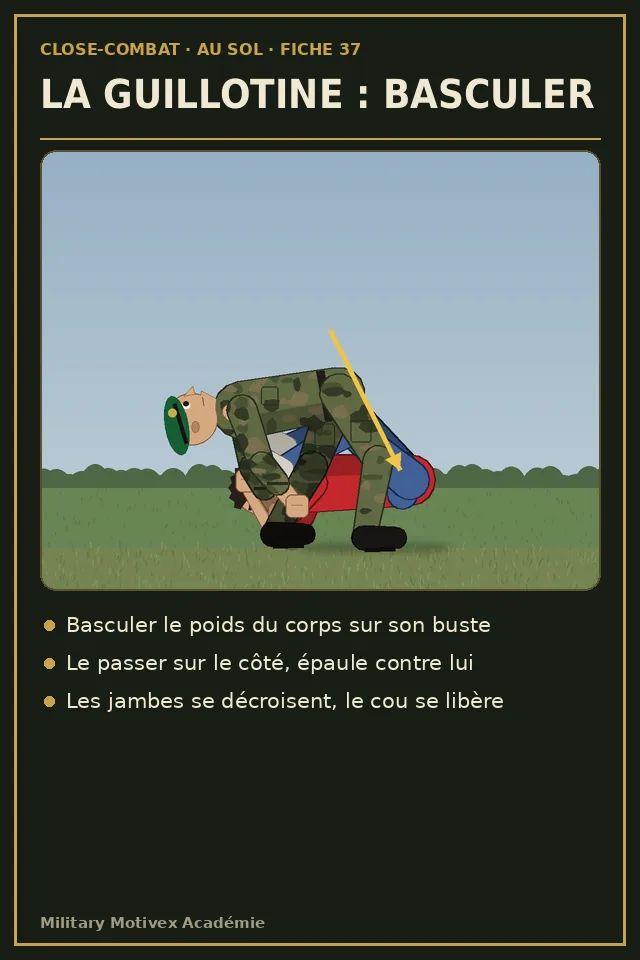 CLOSE-COMBAT · AU SOL · FICHE 37
LA GUILLOTINE : BASCULER
Basculer le poids du corps sur son buste
Le passer sur le côté, épaule contre lui
Les jambes se décroisent, le cou se libère
Military Motivex Académie